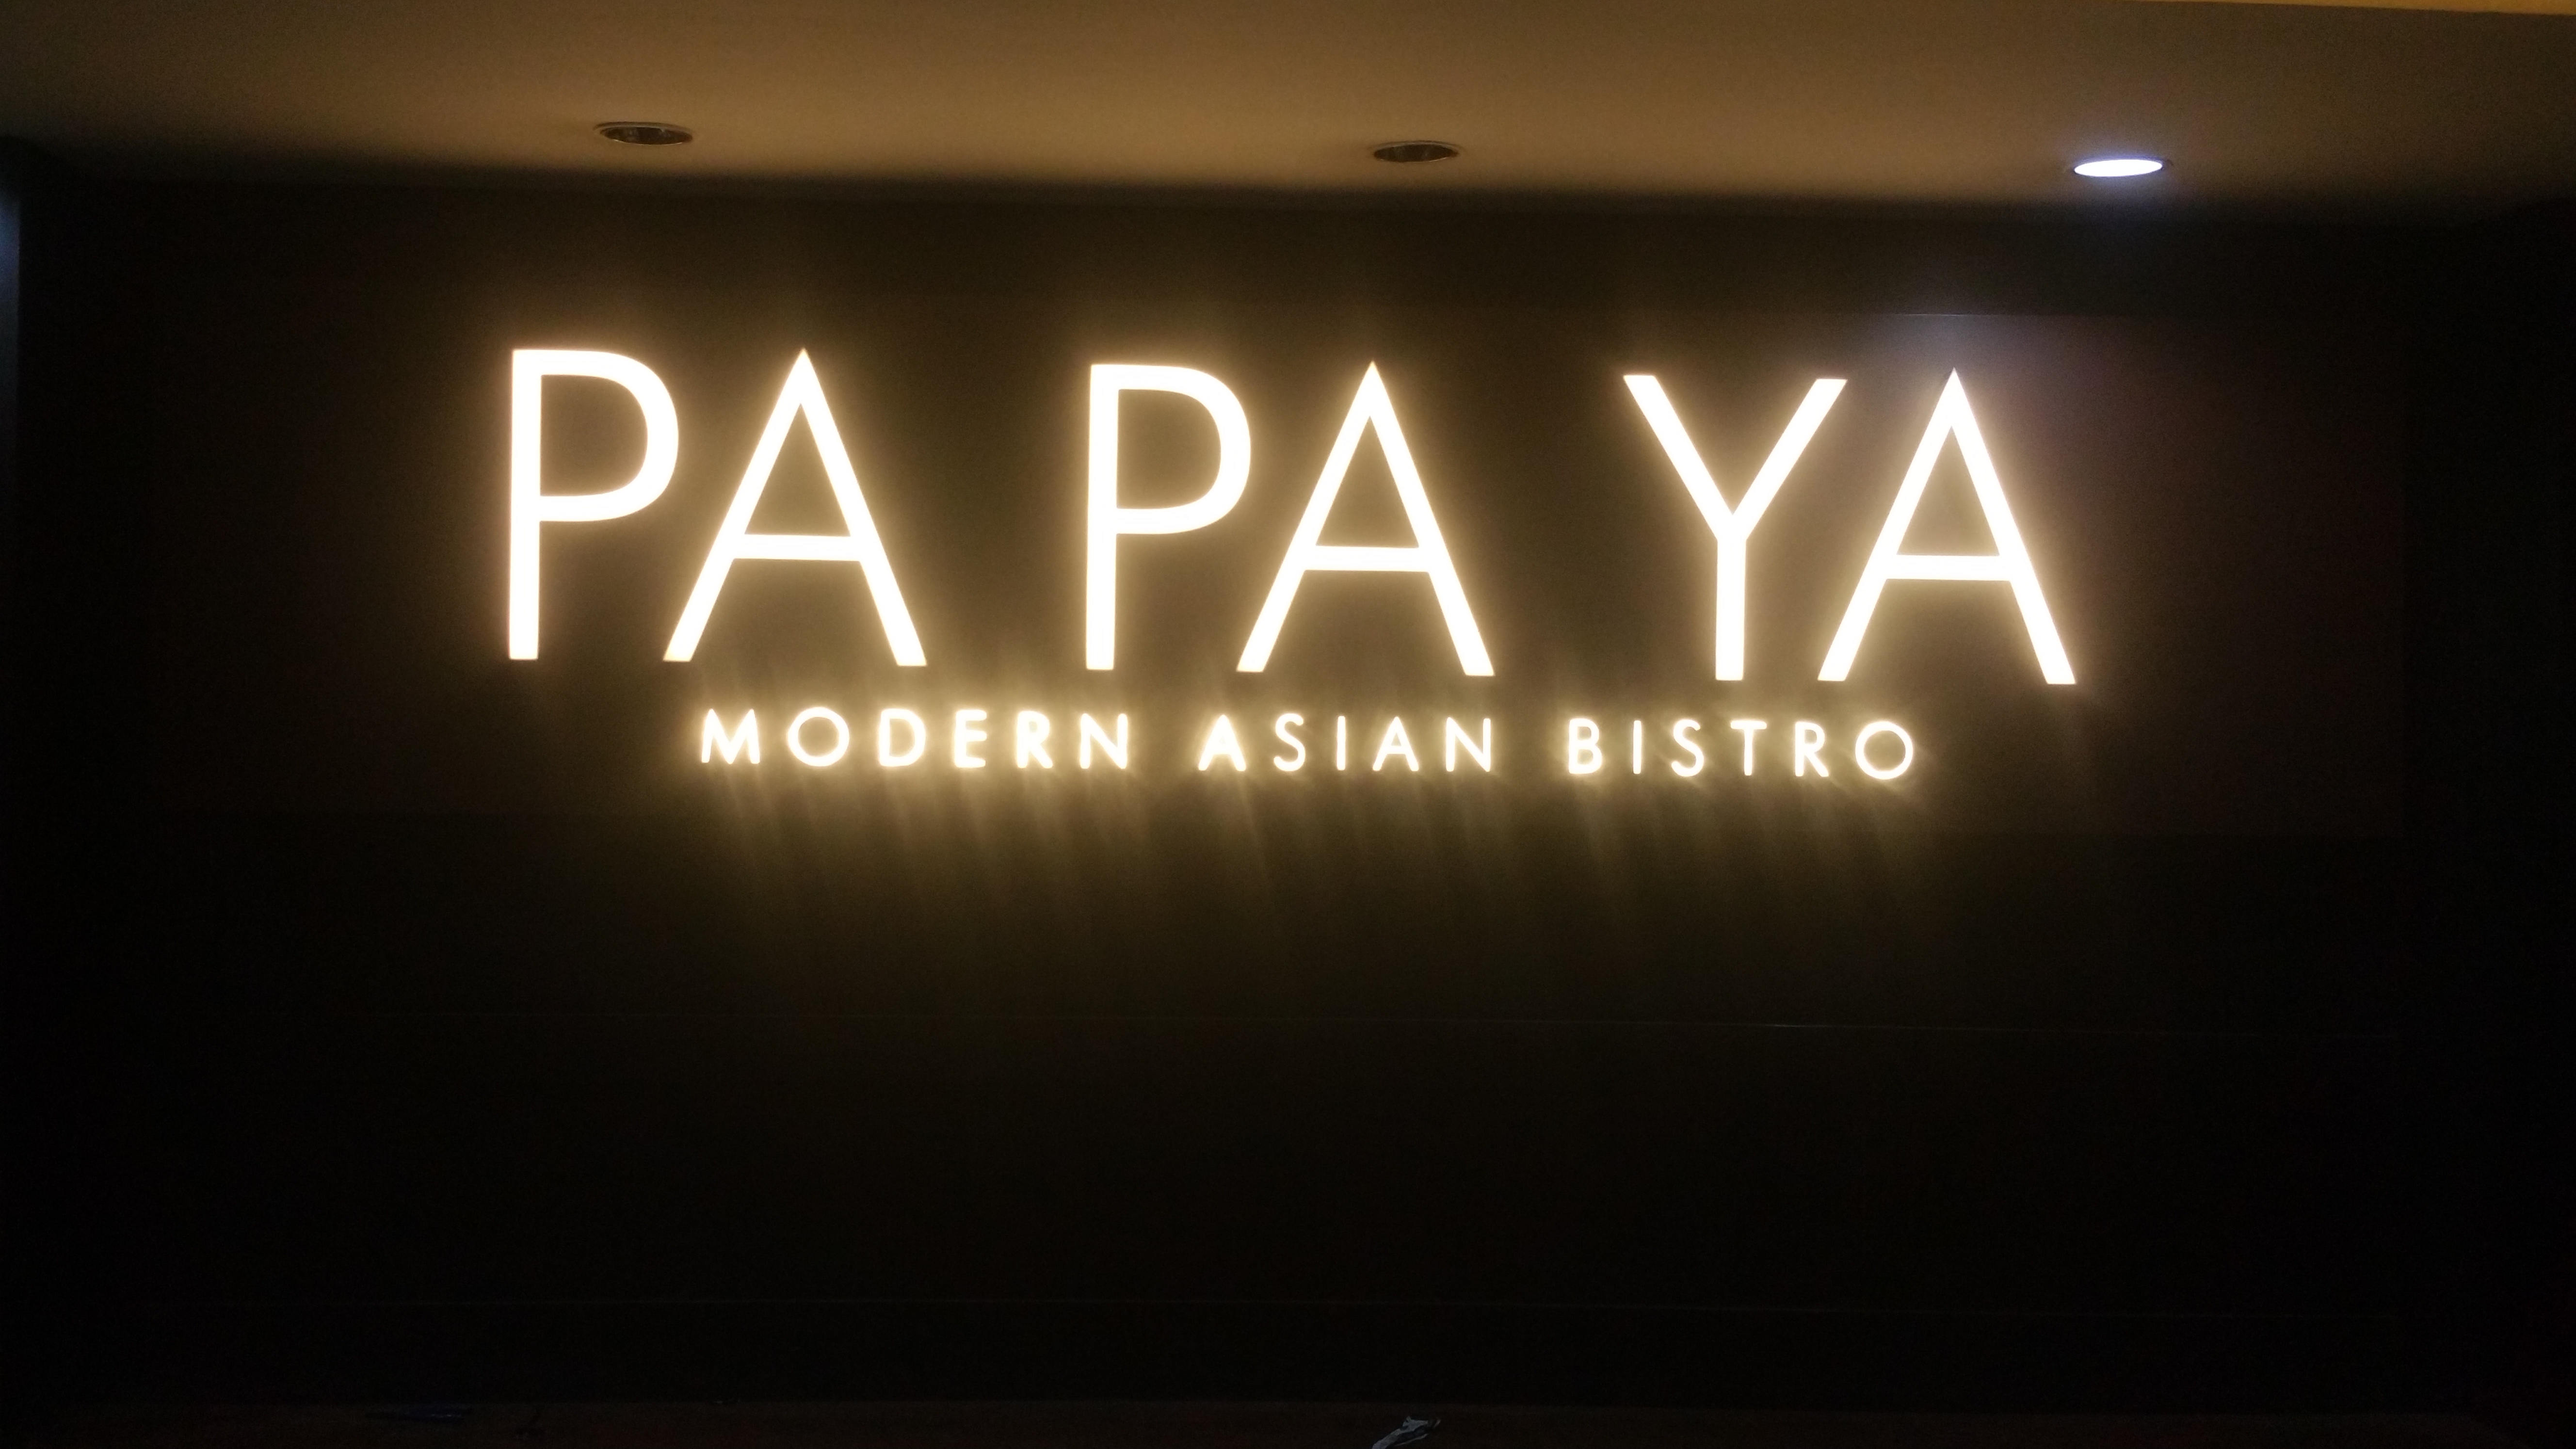 PA PA YA
MODERN ASIAN BISTRO